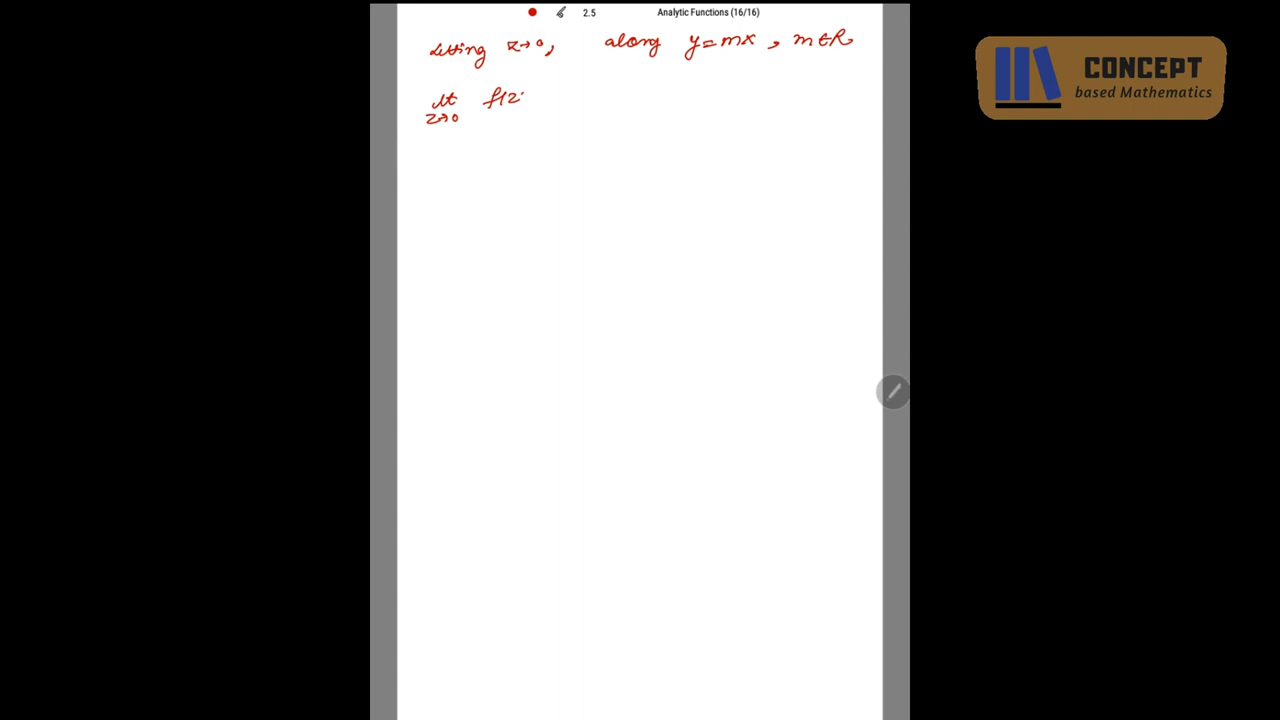 2.5 Analytic Functions (16/16)
CONCEPT
based Mathematics
Letting z→0, along y=mx, m∈R
lt f(z
z→0